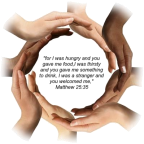 "for I was hungry and you
gave me food, I was thirsty
and you gave me something
to drink, I was a stranger and
you welcomed me,"
Matthew 25:35